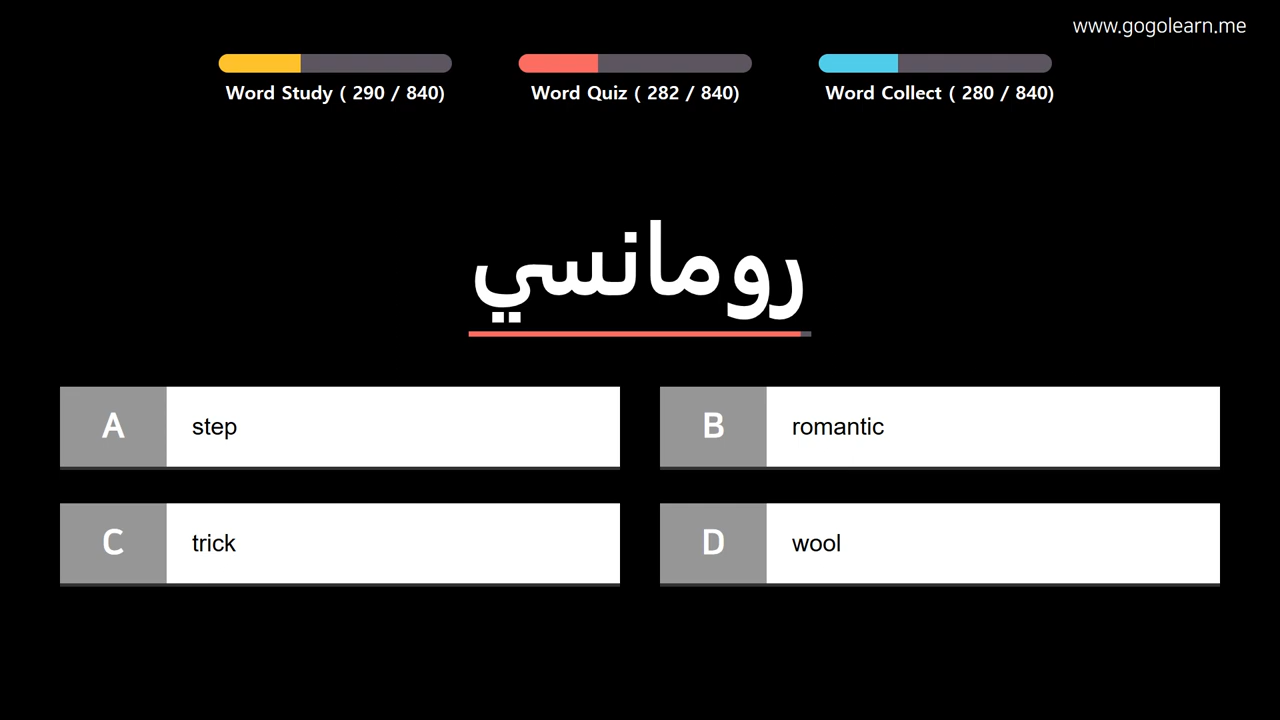 www.gogolearn.me
Word Study ( 290 / 840)
Word Quiz ( 282 / 840)
Word Collect ( 280 / 840)
رومانسي
A step
B romantic
C trick
D wool